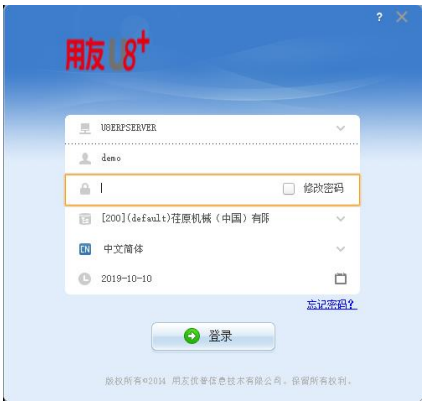 ?
用友 U8+
U8ERPSERVER
demo
修改密码
[200](default)荏原机械（中国）有限
CN 中文简体
2019-10-10
忘记密码?
登录
版权所有©2014 用友优普信息技术有限公司。保留所有权利。